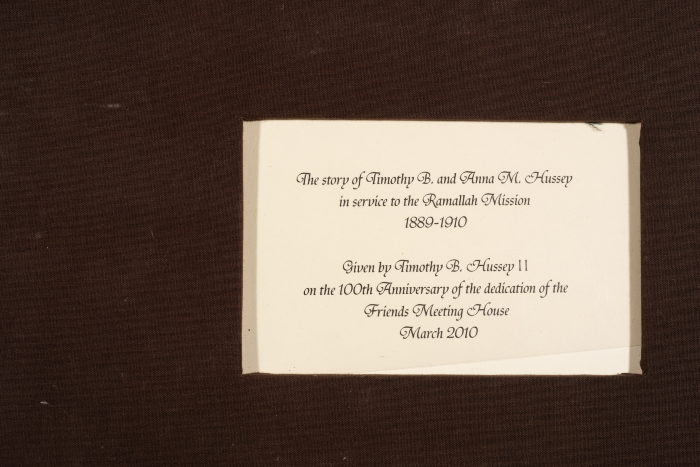 The story of Timothy B. and Anna M. Hussey
in service to the Ramallah Mission
1889-1910
Given by Timothy B. Hussey II
on the 100th Anniversary of the dedication of the
Friends Meeting House
March 2010